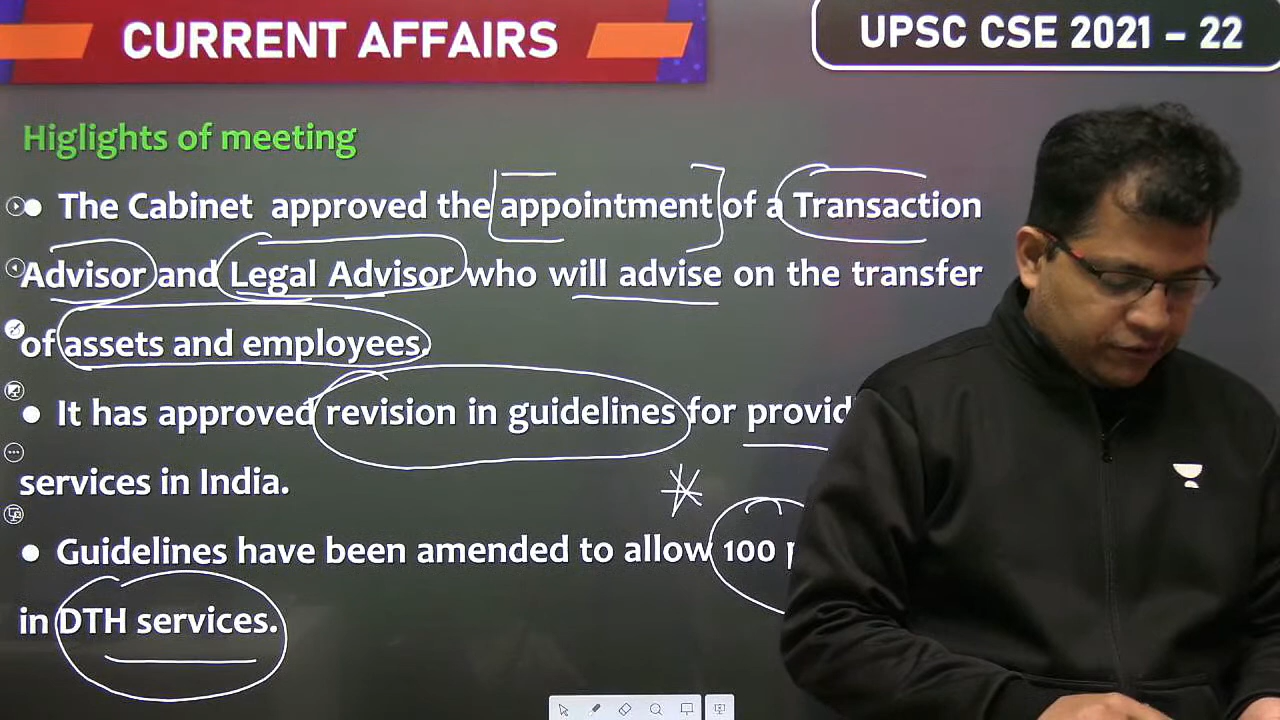 CURRENT AFFAIRS
UPSC CSE 2021 – 22
Higlights of meeting
● The Cabinet approved the appointment of a Transaction
Advisor and Legal Advisor who will advise on the transfer
of assets and employees.
● It has approved revision in guidelines for
services in India.
● Guidelines have been amended to allow 100
in DTH services.